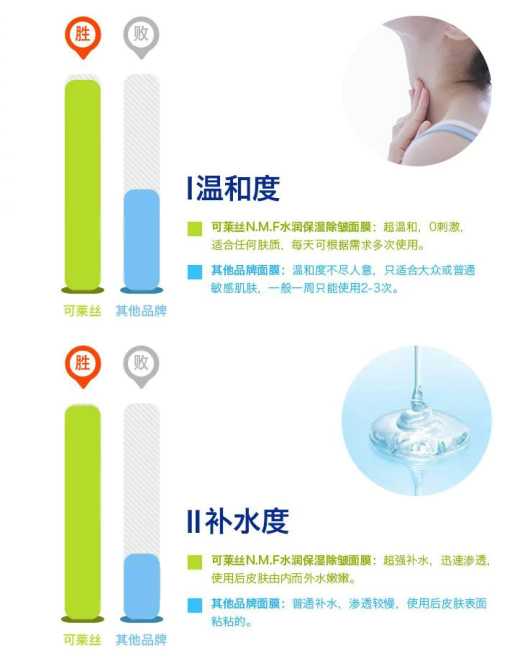 胜 败
I温和度
可莱丝N.M.F水润保湿除皱面膜：超温和，0刺激，
适合任何肤质，每天可根据需求多次使用。
其他品牌面膜：温和度不尽人意，只适合大众或普通
敏感肌肤，一般一周只能使用2-3次。
可莱丝 其他品牌
胜 败
II补水度
可莱丝N.M.F水润保湿除皱面膜：超强补水，迅速渗透，
使用后皮肤由内而外水嫩嫩。
其他品牌面膜：普通补水，渗透较慢，使用后皮肤表面
粘粘的。
可莱丝 其他品牌